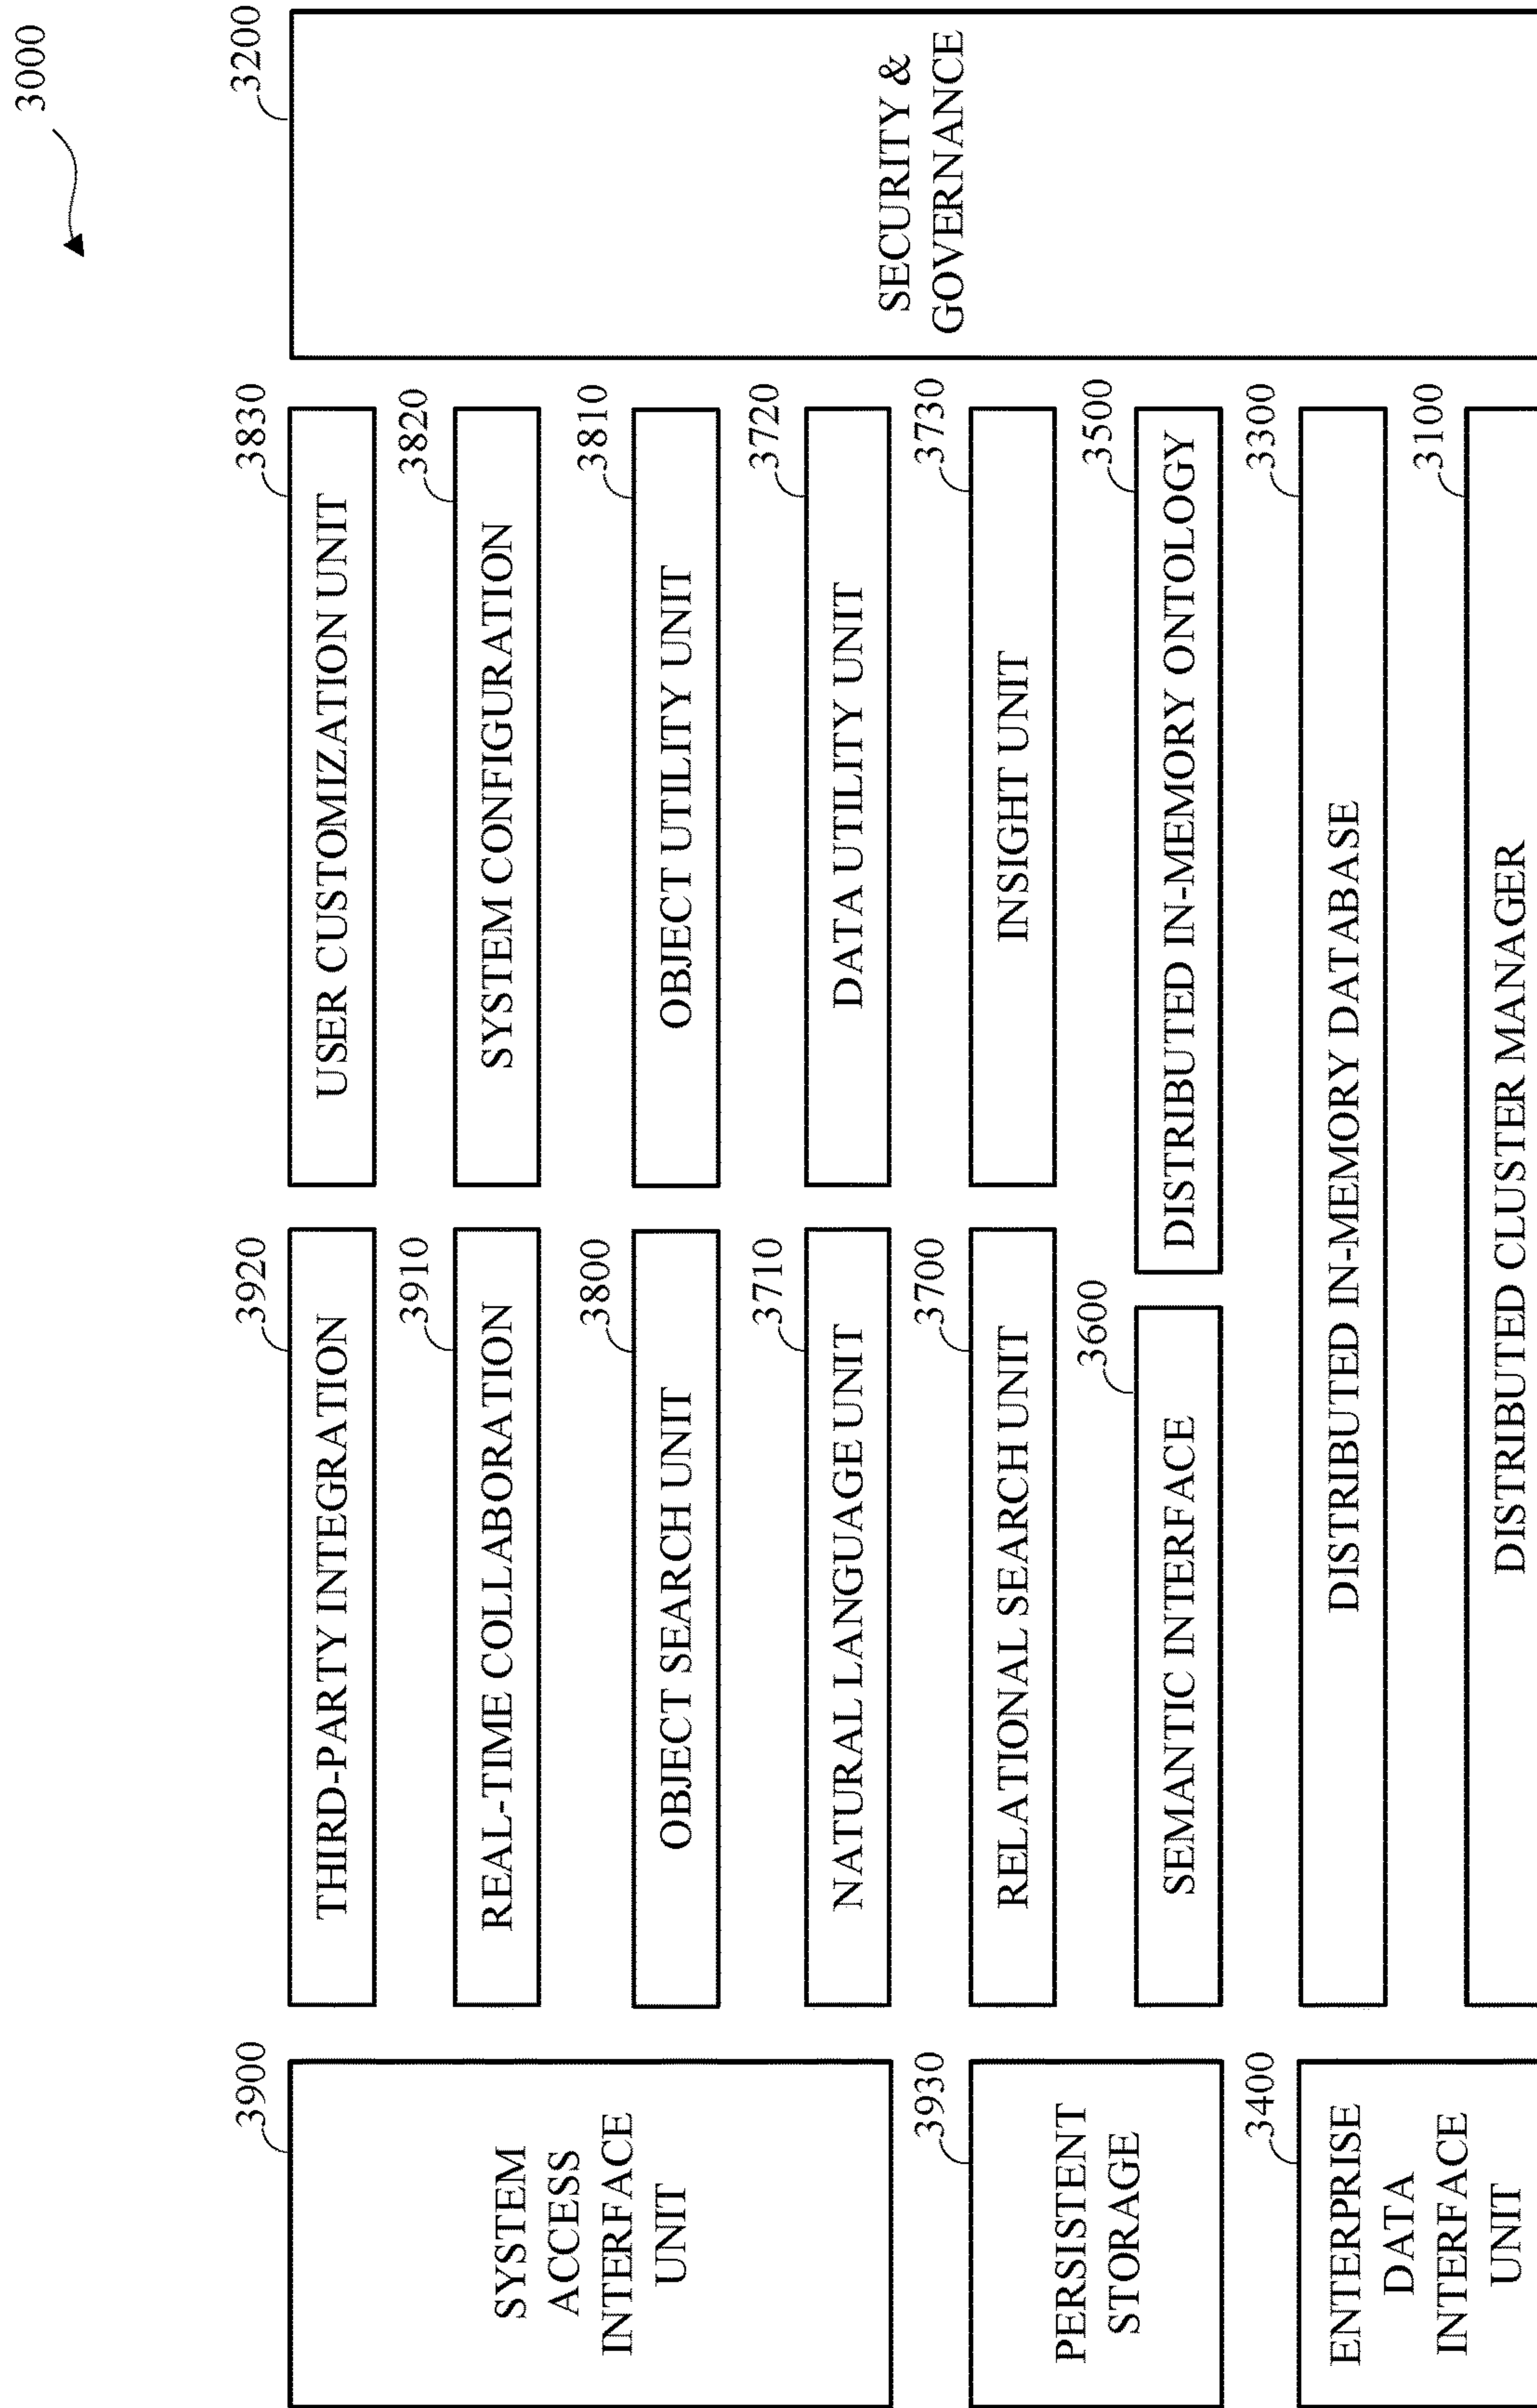 3000
3900
SYSTEM
ACCESS
INTERFACE
UNIT
3920
THIRD-PARTY INTEGRATION
3830
USER CUSTOMIZATION UNIT
3200
SECURITY &
GOVERNANCE
3910
REAL-TIME COLLABORATION
3820
SYSTEM CONFIGURATION
3800
OBJECT SEARCH UNIT
3810
OBJECT UTILITY UNIT
3710
NATURAL LANGUAGE UNIT
3720
DATA UTILITY UNIT
3930
PERSISTENT
STORAGE
3700
RELATIONAL SEARCH UNIT
3730
INSIGHT UNIT
3600
SEMANTIC INTERFACE
3500
DISTRIBUTED IN-MEMORY ONTOLOGY
3400
ENTERPRISE
DATA
INTERFACE
UNIT
3300
DISTRIBUTED IN-MEMORY DATABASE
3100
DISTRIBUTED CLUSTER MANAGER